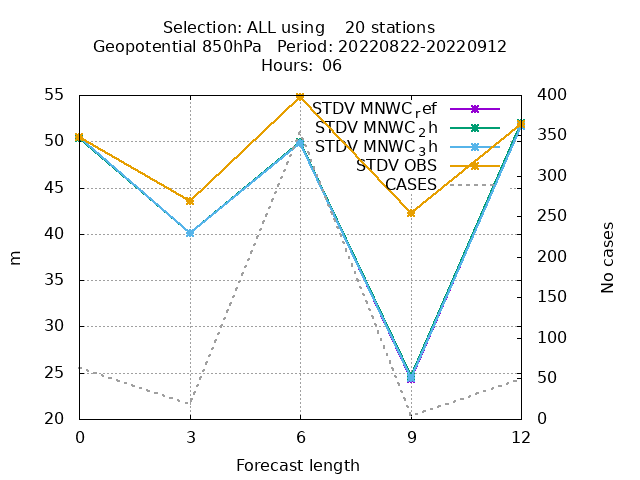 Selection: ALL using    20 stations
Geopotential 850hPa   Period: 20220822-20220912
Hours:  06
55 400
50 350
45 300
40 250
35 200
30 150
25 100
20 50
0
STDV MNWC_ref
STDV MNWC_2h
STDV MNWC_3h
STDV OBS
CASES
m
No cases
0 3 6 9 12
Forecast length